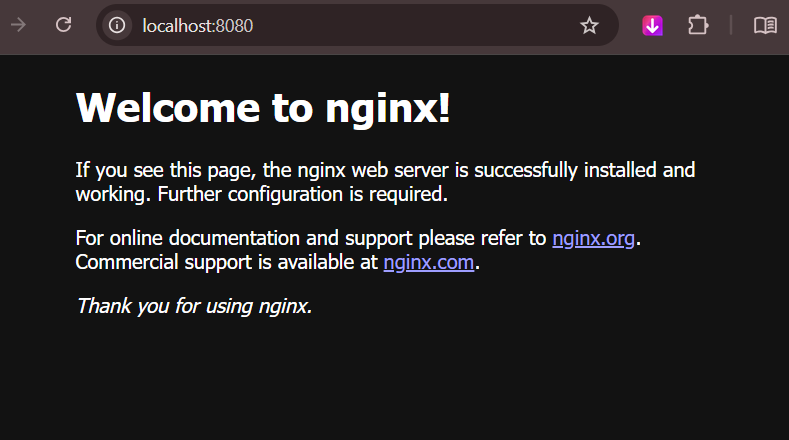 localhost:8080
Welcome to nginx!
If you see this page, the nginx web server is successfully installed and
working. Further configuration is required.
For online documentation and support please refer to nginx.org.
Commercial support is available at nginx.com.
Thank you for using nginx.